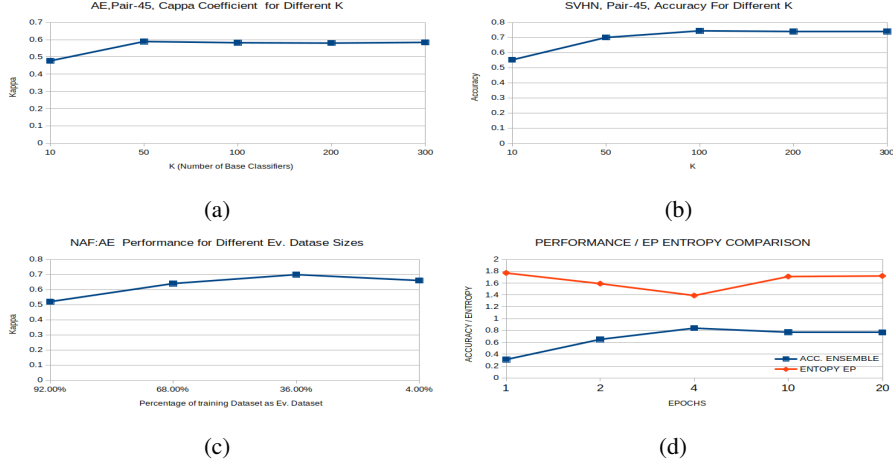 AE,Pair-45, Cappa Coefficient for Different K
0.7
0.6
0.5
0.4
0.3
0.2
0.1
0
Kappa
10 50 100 200 300
K (Number of Base Classifiers)
(a)
SVHN, Pair-45, Accuracy For Different K
0.8
0.7
0.6
0.5
0.4
0.3
0.2
0.1
0
Accuracy
10 50 100 200 300
K
(b)
NAF:AE Performance for Different Ev. Datase Sizes
0.8
0.7
0.6
0.5
0.4
0.3
0.2
0.1
0
Kappa
92.00% 68.00% 36.00% 4.00%
Percentage of training Dataset as Ev. Dataset
(c)
PERFORMANCE / EP ENTROPY COMPARISON
2
1.8
1.6
1.4
1.2
1
0.8
0.6
0.4
0.2
0
ACCURACY / ENTROPY
ACC. ENSEMBLE
ENTOPY EP
1 2 4 10 20
EPOCHS
(d)